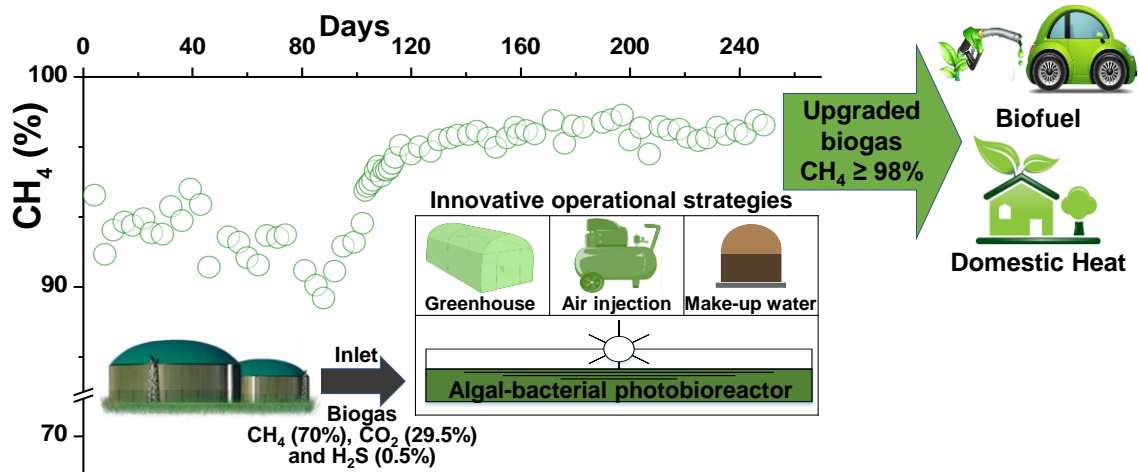 Days
0 40 80 120 160 200 240
100
90
70
CH₄ (%)
Upgraded
biogas
CH₄ ≥ 98%
Biofuel
Domestic Heat
Innovative operational strategies
Greenhouse
Air injection
Make-up water
Algal-bacterial photobioreactor
Inlet
Biogas
CH₄ (70%), CO₂ (29.5%)
and H₂S (0.5%)